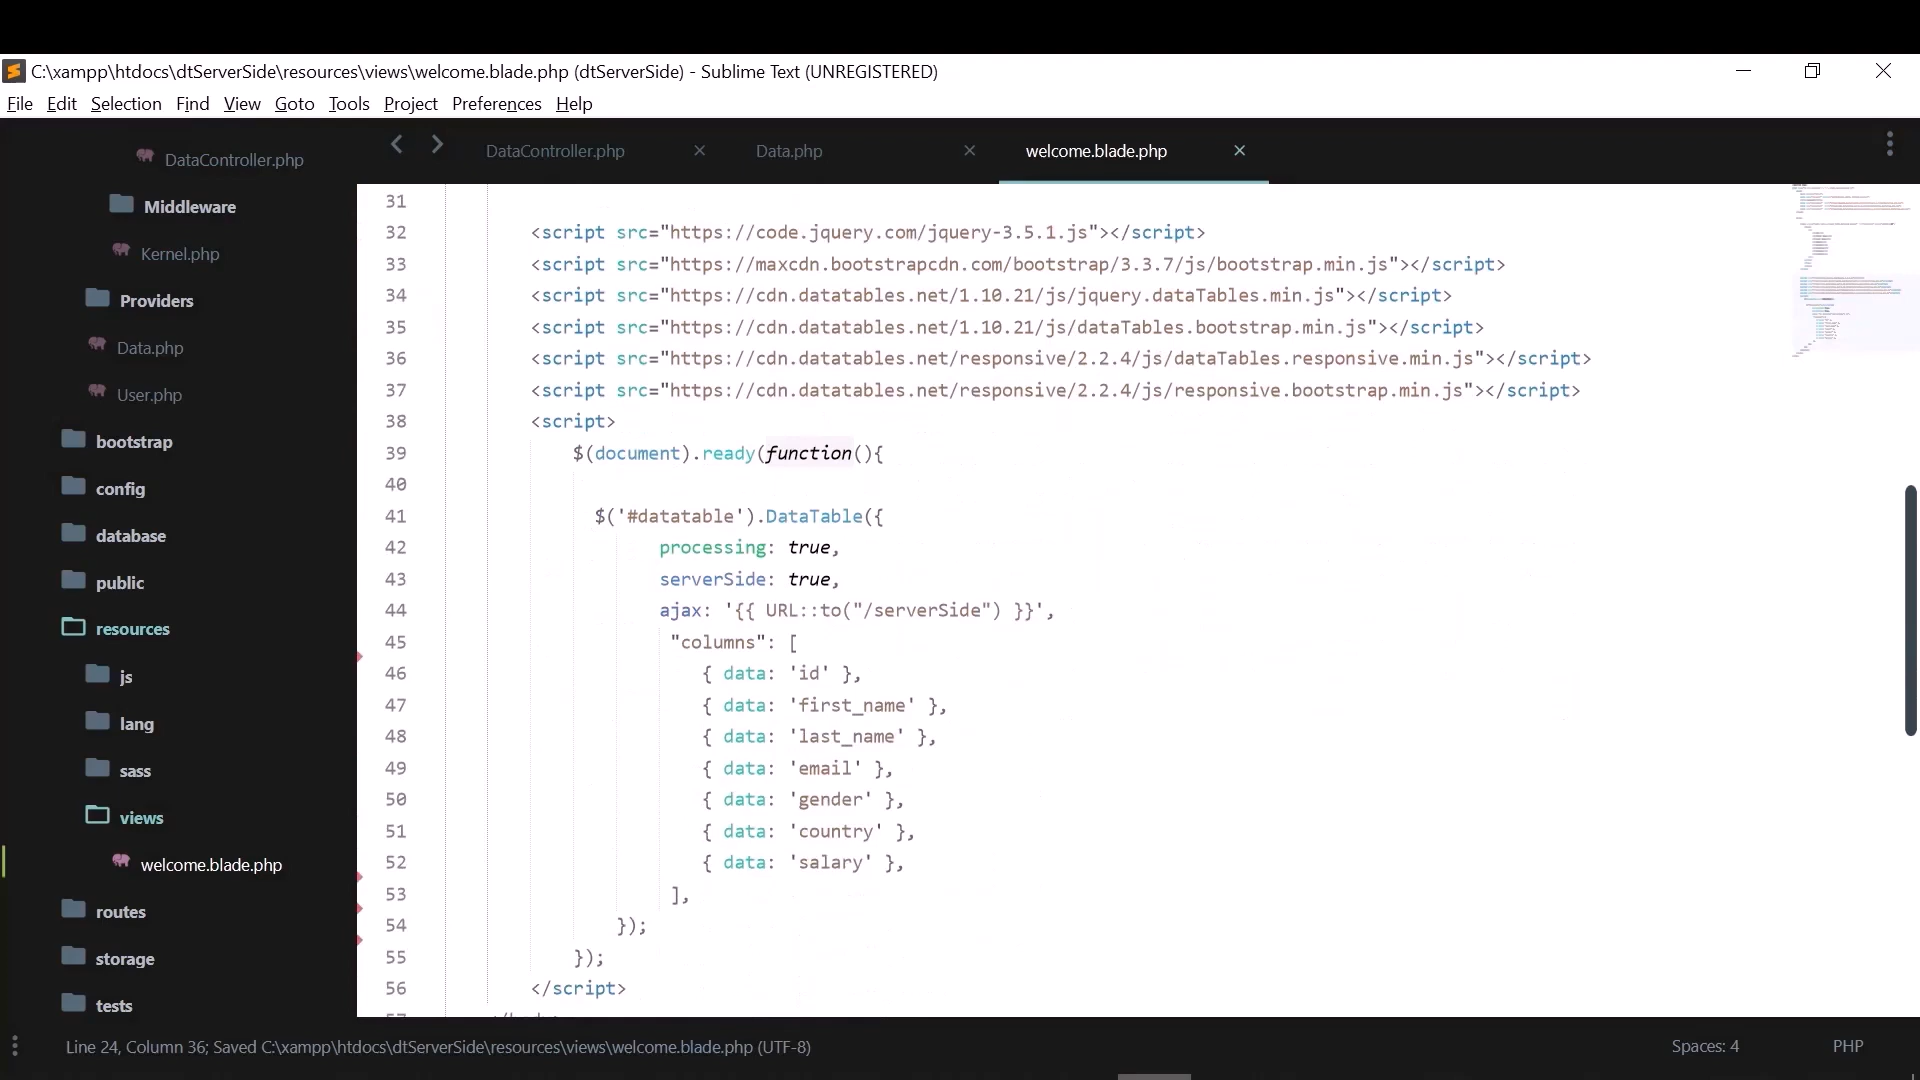 C:\xampp\htdocs\dtServerSide\resources\views\welcome.blade.php (dtServerSide) - Sublime Text (UNREGISTERED)
File Edit Selection Find View Goto Tools Project Preferences Help
DataController.php
Middleware
Kernel.php
Providers
Data.php
User.php
bootstrap
config
database
public
resources
js
lang
sass
views
welcome.blade.php
routes
storage
tests
DataController.php Data.php welcome.blade.php
31
32 <script src="https://code.jquery.com/jquery-3.5.1.js"></script>
33 <script src="https://maxcdn.bootstrapcdn.com/bootstrap/3.3.7/js/bootstrap.min.js"></script>
34 <script src="https://cdn.datatables.net/1.10.21/js/jquery.dataTables.min.js"></script>
35 <script src="https://cdn.datatables.net/1.10.21/js/dataTables.bootstrap.min.js"></script>
36 <script src="https://cdn.datatables.net/responsive/2.2.4/js/dataTables.responsive.min.js"></script>
37 <script src="https://cdn.datatables.net/responsive/2.2.4/js/responsive.bootstrap.min.js"></script>
38 <script>
39 $(document).ready(function(){
40
41 $('#datatable').DataTable({
42 processing: true,
43 serverSide: true,
44 ajax: '{{ URL::to("/serverSide") }}',
45 "columns": [
46 { data: 'id' },
47 { data: 'first_name' },
48 { data: 'last_name' },
49 { data: 'email' },
50 { data: 'gender' },
51 { data: 'country' },
52 { data: 'salary' },
53 ],
54 });
55 });
56 </script>
Line 24, Column 36; Saved C:\xampp\htdocs\dtServerSide\resources\views\welcome.blade.php (UTF-8)
Spaces: 4 PHP